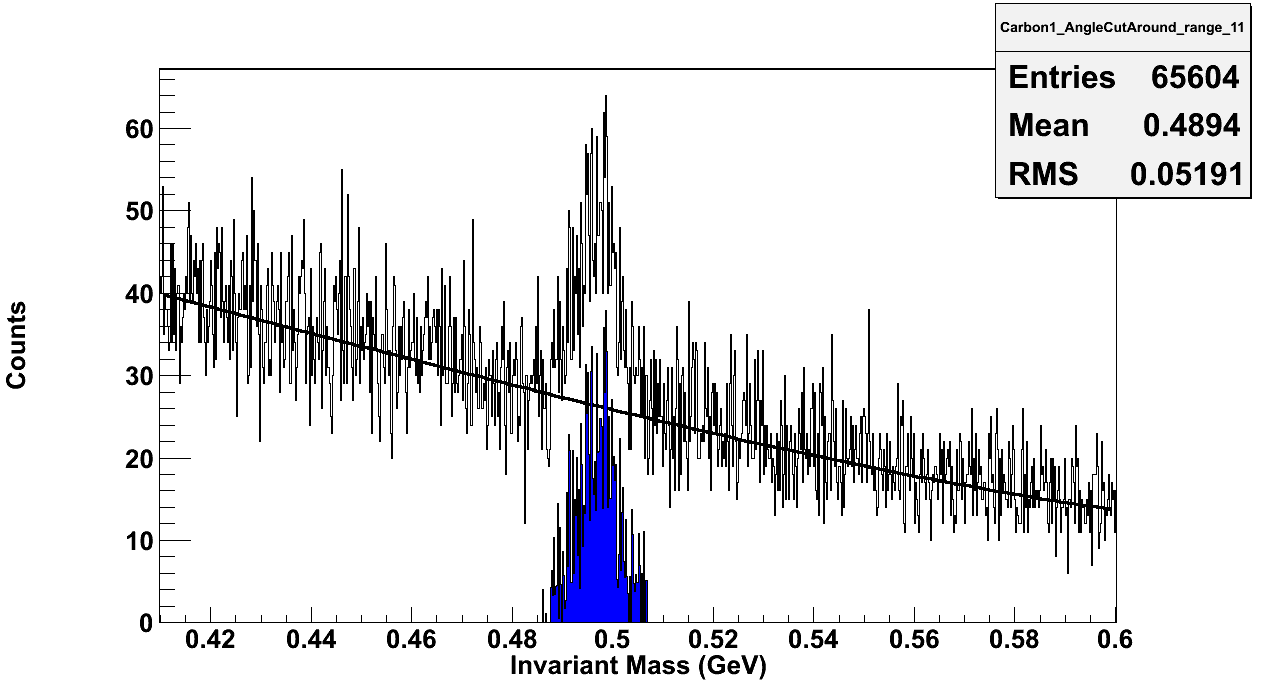 Carbon1_AngleCutAround_range_11
Entries 65604
Mean 0.4894
RMS 0.05191
Counts
60
50
40
30
20
10
0
0.42 0.44 0.46 0.48 0.5 0.52 0.54 0.56 0.58 0.6
Invariant Mass (GeV)